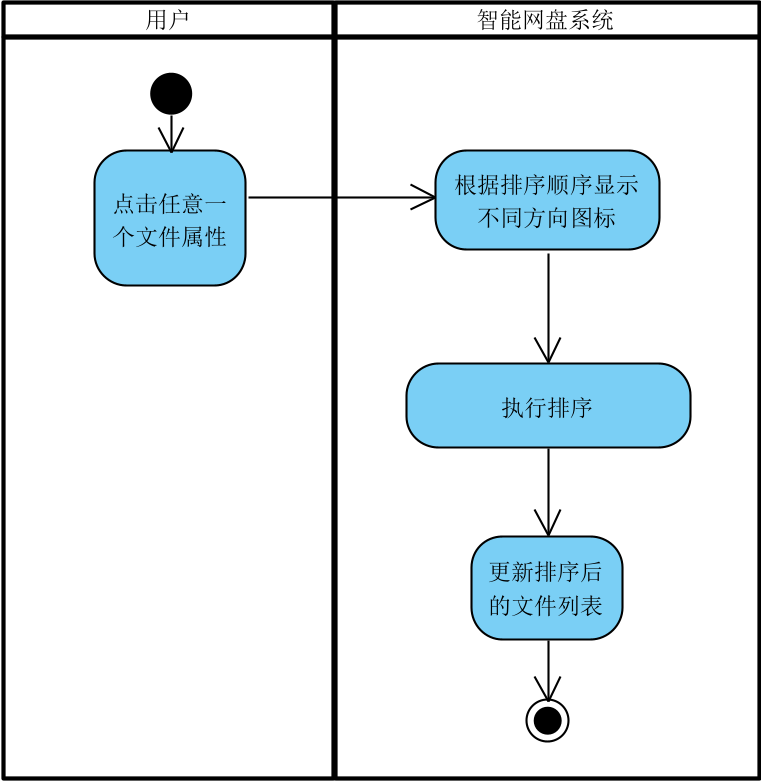 用户
智能网盘系统
点击任意一
个文件属性
根据排序顺序显示
不同方向图标
执行排序
更新排序后
的文件列表